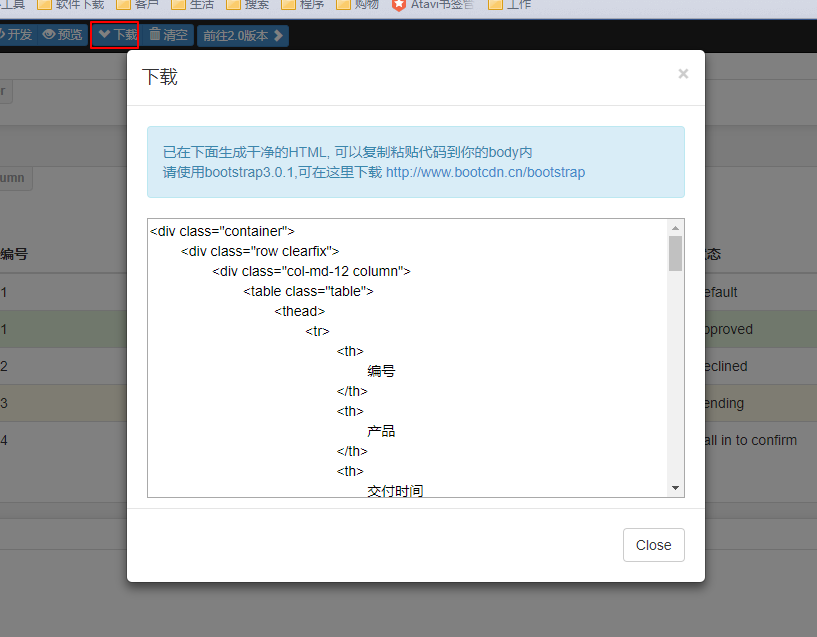 工具 软件下载 客户 生活 搜索 程序 购物 Atavi书签管 工作
开发 预览 下载 清空 前往2.0版本
下载 ×
r
已在下面生成干净的HTML, 可以复制粘贴代码到你的body内
请使用bootstrap3.0.1,可在这里下载 http://www.bootcdn.cn/bootstrap
umn
<div class="container">
<div class="row clearfix">
编号 态
<div class="col-md-12 column">
1 <table class="table"> efault
<thead>
1 <tr> pproved
<th>
2 编号 eclined
</th>
3 <th> ending
产品
4 </th> all in to confirm
<th>
交付时间
Close